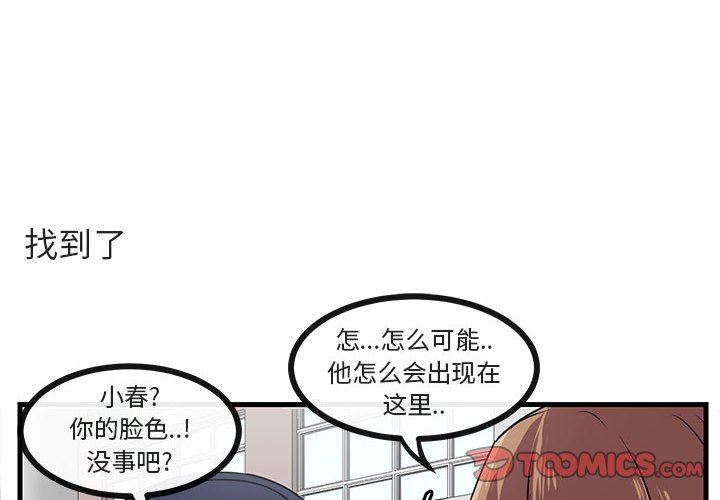 找到了
怎...怎么可能..
他怎么会出现在
这里..
小春?
你的脸色..!
没事吧?
TOOMICS
TOOMICS.COM